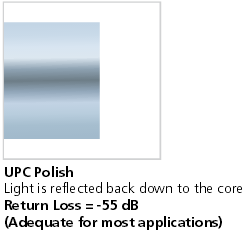 UPC Polish
Light is reflected back down to the core
Return Loss = -55 dB
(Adequate for most applications)